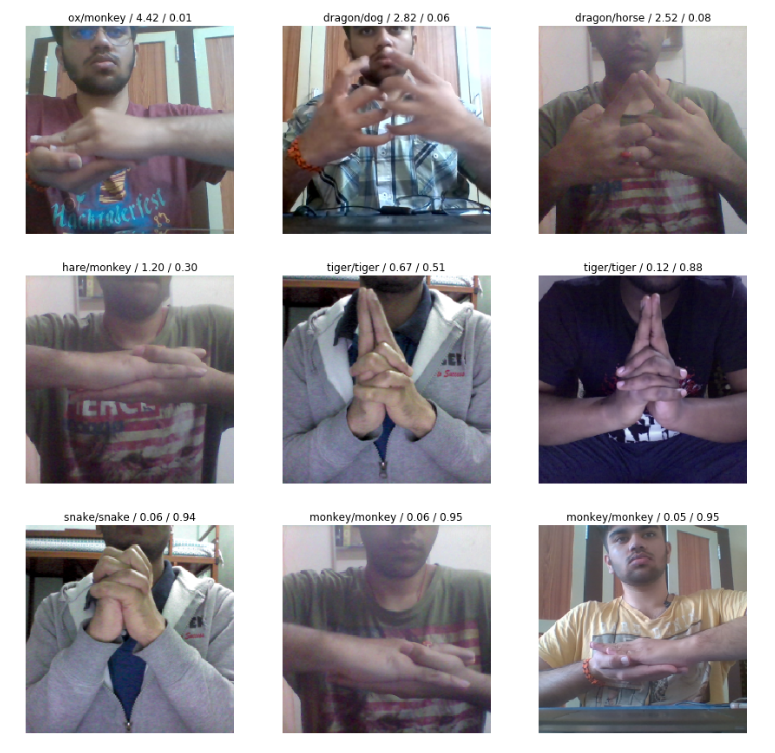 ox/monkey / 4.42 / 0.01
dragon/dog / 2.82 / 0.06
dragon/horse / 2.52 / 0.08
hare/monkey / 1.20 / 0.30
tiger/tiger / 0.67 / 0.51
tiger/tiger / 0.12 / 0.88
snake/snake / 0.06 / 0.94
monkey/monkey / 0.06 / 0.95
monkey/monkey / 0.05 / 0.95